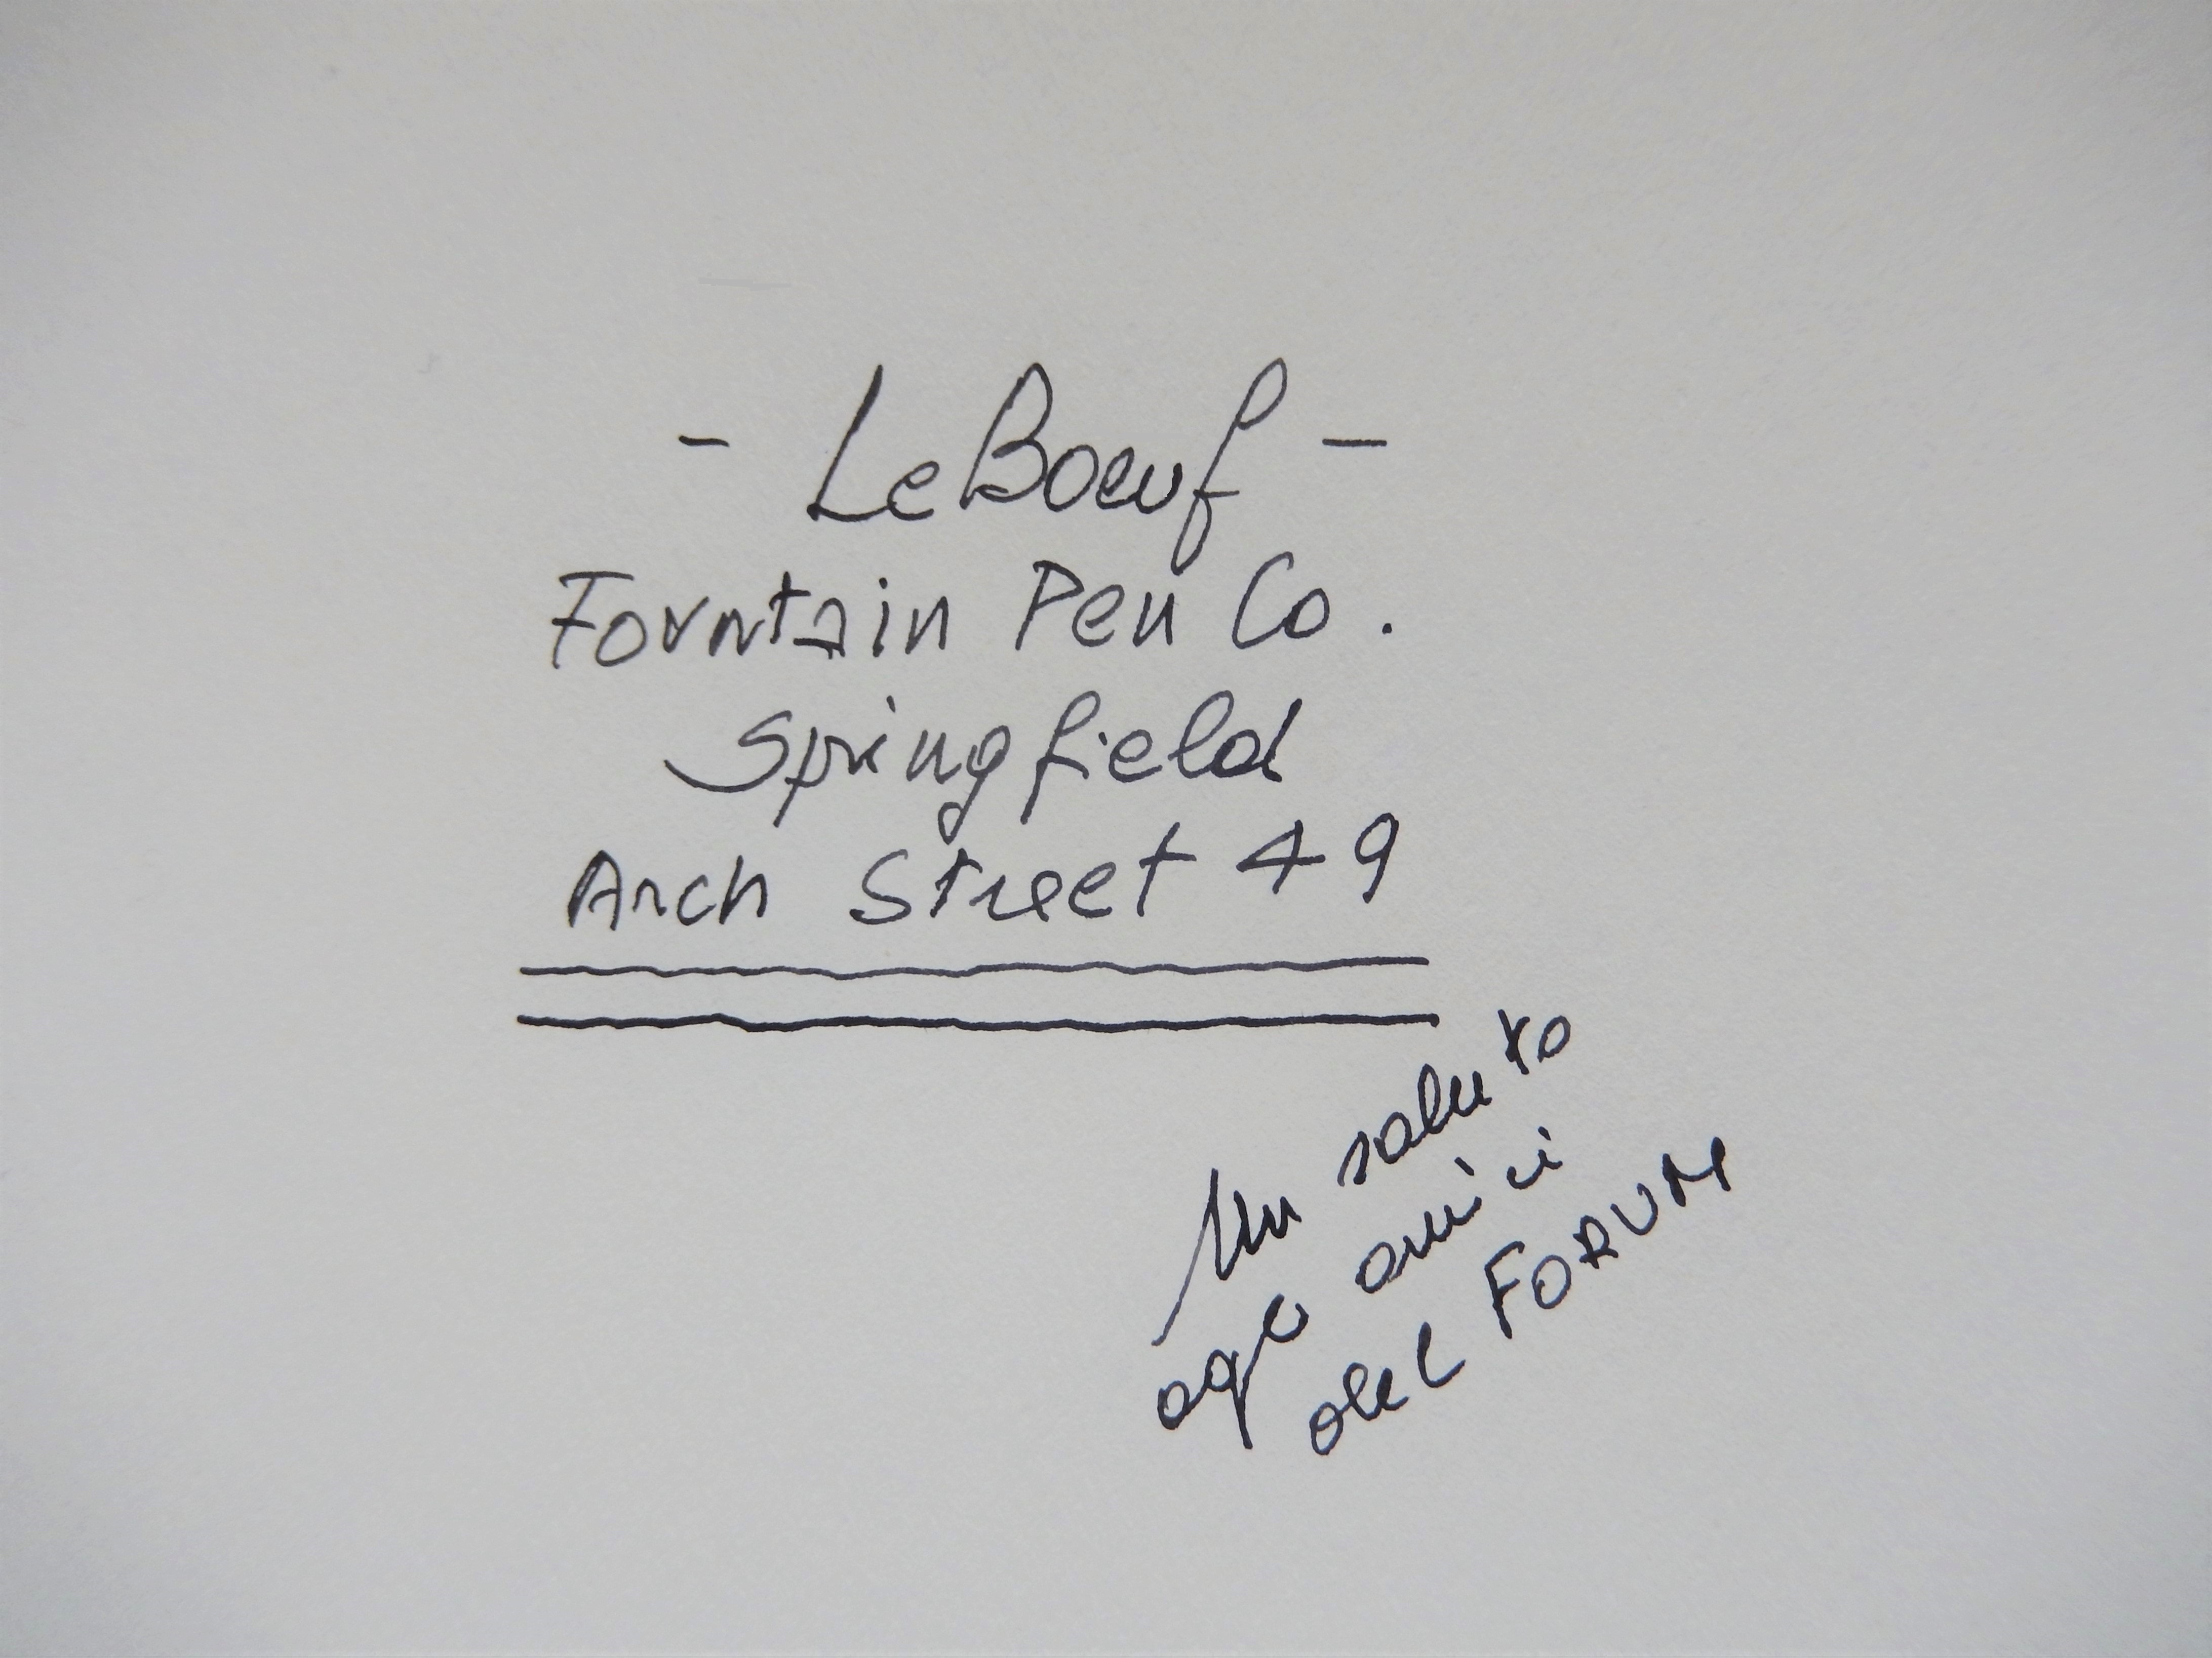 - LeBoeuf -
Fountain Pen Co.
Springfield
Arch Street 49
Un saluto
agli amici
del FORUM